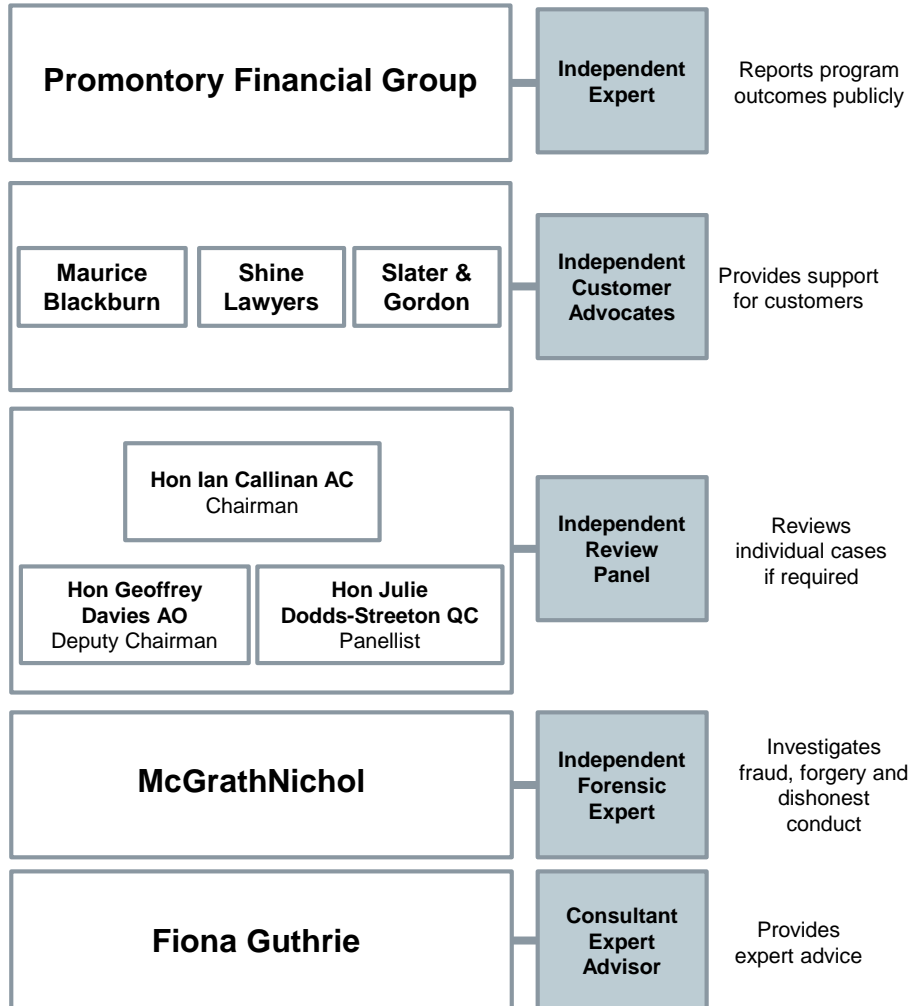 Promontory Financial Group
Independent
Expert
Reports program
outcomes publicly
Maurice
Blackburn
Shine
Lawyers
Slater &
Gordon
Independent
Customer
Advocates
Provides support
for customers
Hon Ian Callinan AC
Chairman
Hon Geoffrey
Davies AO
Deputy Chairman
Hon Julie
Dodds-Streeton QC
Panellist
Independent
Review
Panel
Reviews
individual cases
if required
McGrathNichol
Independent
Forensic
Expert
Investigates
fraud, forgery and
dishonest
conduct
Fiona Guthrie
Consultant
Expert
Advisor
Provides
expert advice